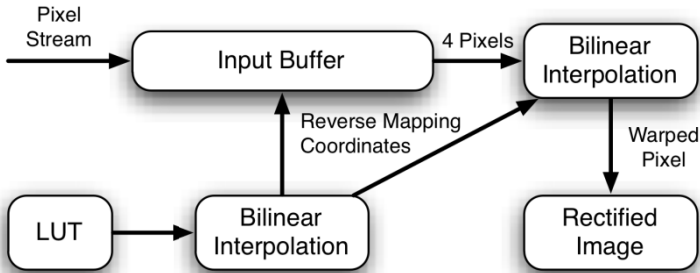 Pixel
Stream
Input Buffer
4 Pixels
Bilinear
Interpolation
Reverse Mapping
Coordinates
Warped
Pixel
LUT
Bilinear
Interpolation
Rectified
Image